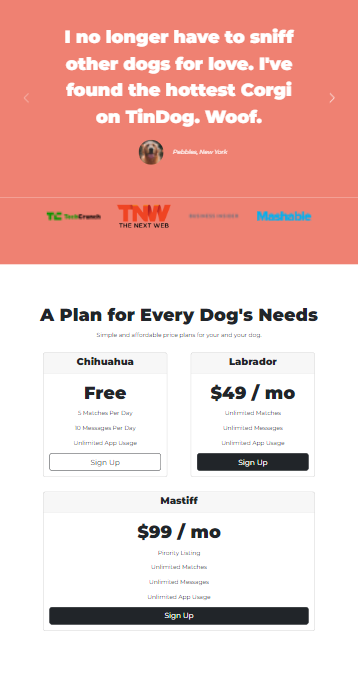 I no longer have to sniff
other dogs for love. I've
found the hottest Corgi
on TinDog. Woof.
Pebbles, New York
TC TechCrunch
TNW
THE NEXT WEB
BUSINESS INSIDER
Mashable
A Plan for Every Dog's Needs
Simple and affordable price plans for your and your dog.
Chihuahua
Free
5 Matches Per Day
10 Messages Per Day
Unlimited App Usage
Sign Up
Labrador
$49 / mo
Unlimited Matches
Unlimited Messages
Unlimited App Usage
Sign Up
Mastiff
$99 / mo
Priority Listing
Unlimited Matches
Unlimited Messages
Unlimited App Usage
Sign Up